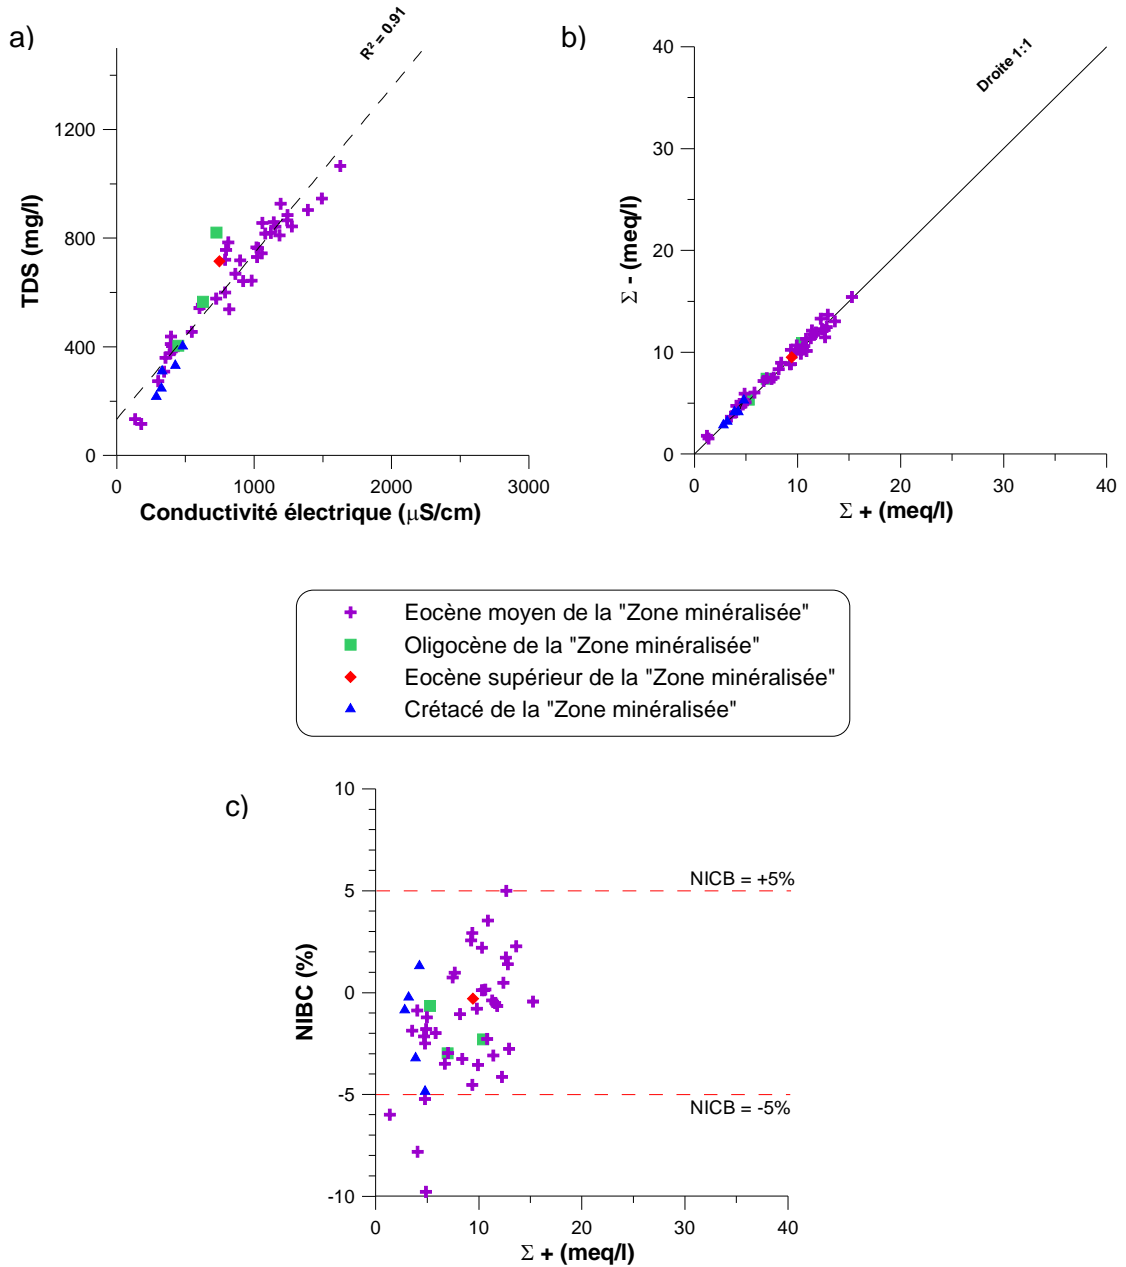 a)
R² = 0.91
TDS (mg/l)
1200
800
400
0
0 1000 2000 3000
Conductivité électrique (μS/cm)
b)
Droite 1:1
Σ - (meq/l)
40
30
20
10
0
0 10 20 30 40
Σ + (meq/l)
Eocène moyen de la "Zone minéralisée"
Oligocène de la "Zone minéralisée"
Eocène supérieur de la "Zone minéralisée"
Crétacé de la "Zone minéralisée"
c)
NIBC (%)
10
5
0
-5
-10
NICB = +5%
NICB = -5%
0 10 20 30 40
Σ + (meq/l)